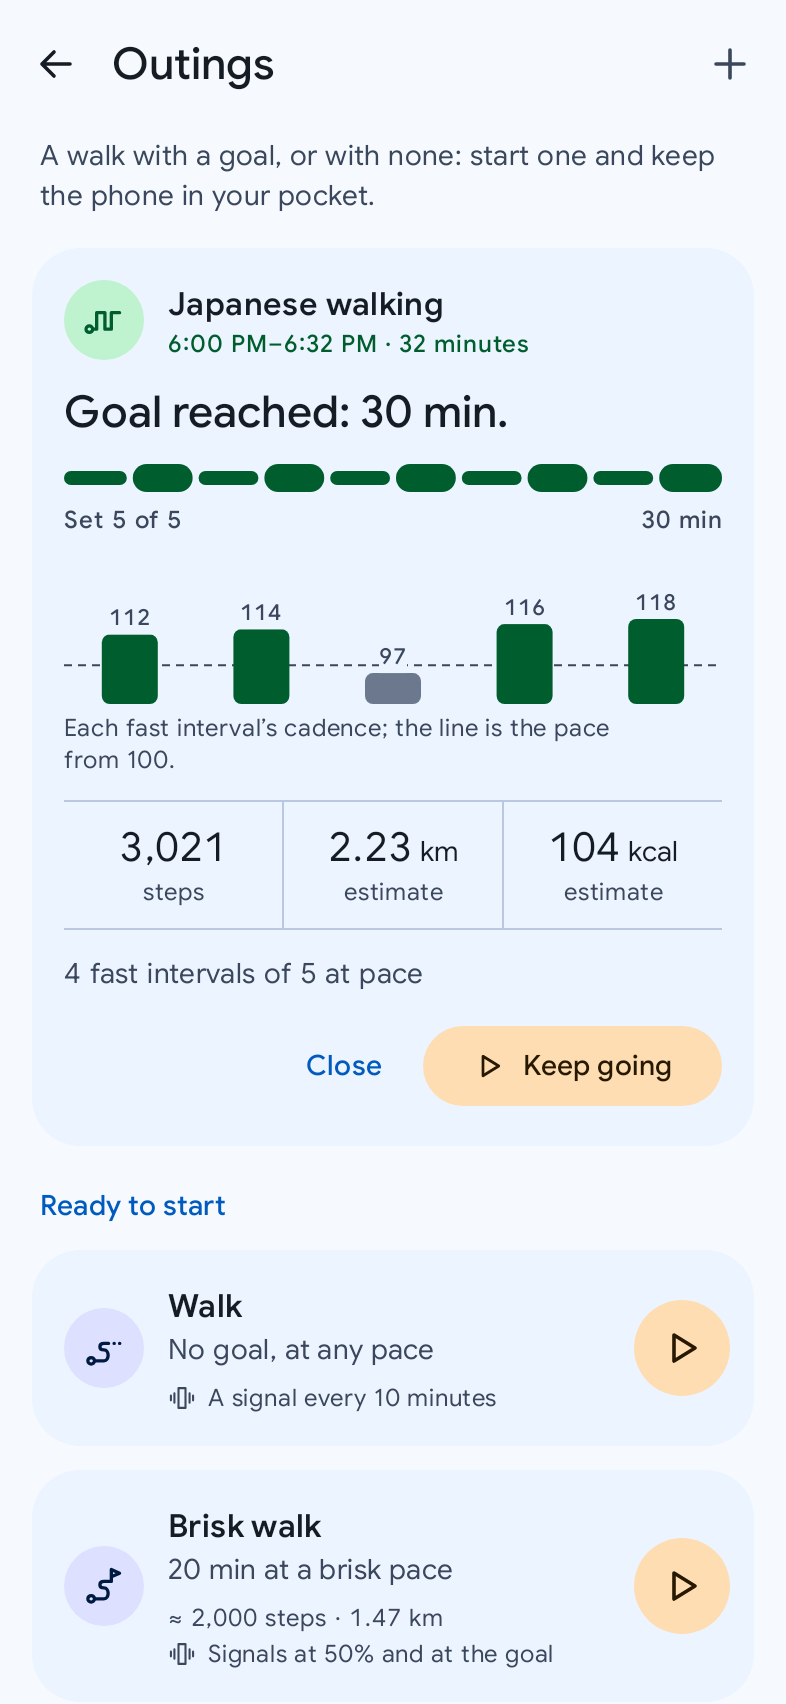 Outings
A walk with a goal, or with none: start one and keep
the phone in your pocket.
Japanese walking
6:00 PM–6:32 PM · 32 minutes
Goal reached: 30 min.
Set 5 of 5
30 min
112
114
97
116
118
Each fast interval’s cadence; the line is the pace
from 100.
3,021
steps
2.23 km
estimate
104 kcal
estimate
4 fast intervals of 5 at pace
Close
Keep going
Ready to start
Walk
No goal, at any pace
A signal every 10 minutes
Brisk walk
20 min at a brisk pace
≈ 2,000 steps · 1.47 km
Signals at 50% and at the goal